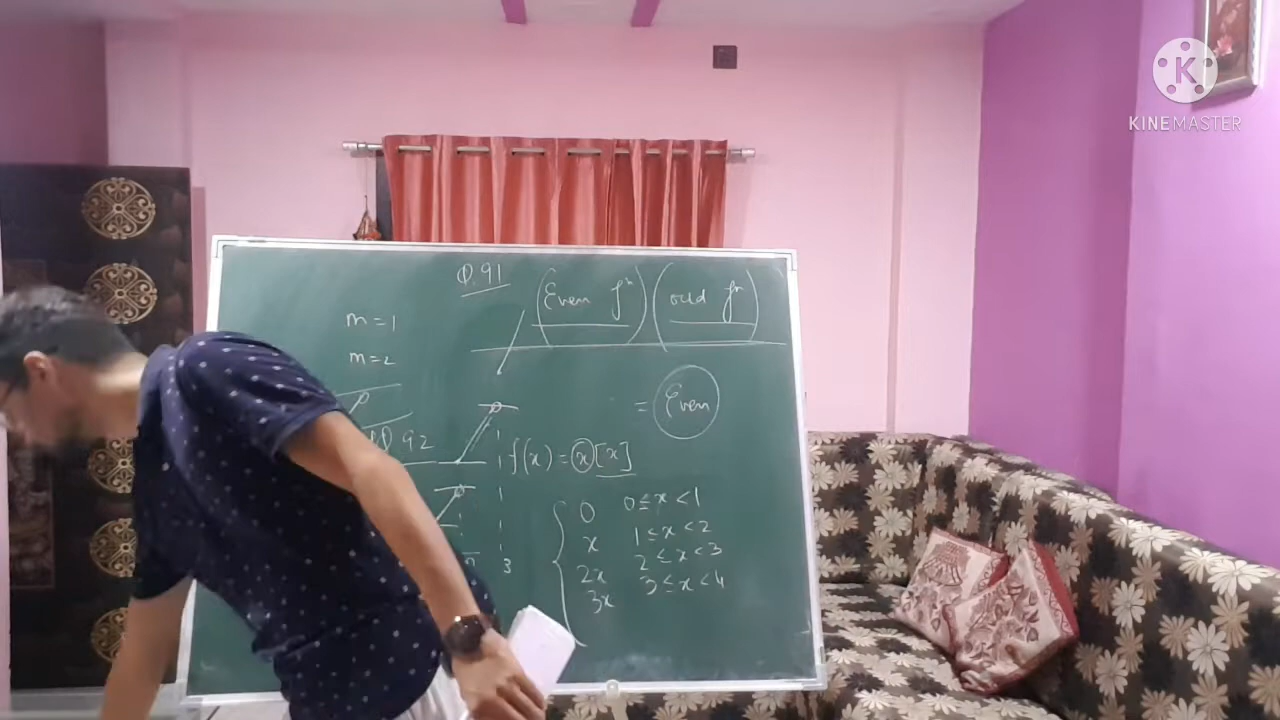 Q.91
(Even fⁿ) (odd fⁿ)
m=1
m=2
= Even
92
f(x) = x[x]
0 0≤x<1
x 1≤x<2
2x 2≤x<3
3x 3≤x<4
3
K
KINEMASTER